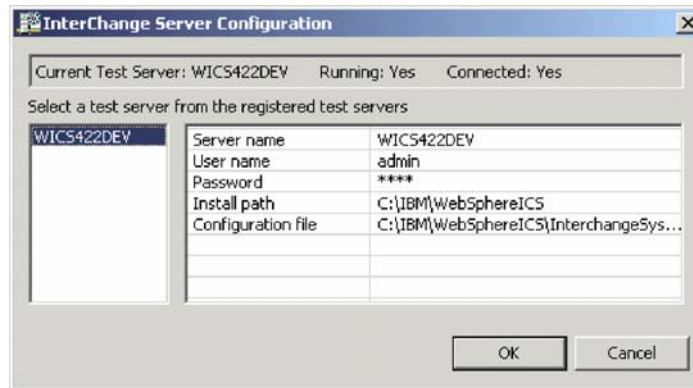 InterChange Server Configuration
Current Test Server: WICS422DEV Running: Yes Connected: Yes
Select a test server from the registered test servers
WICS422DEV
Server name WICS422DEV
User name admin
Password ****
Install path C:\IBM\WebSphereICS
Configuration file C:\IBM\WebSphereICS\InterchangeSys...
OK Cancel